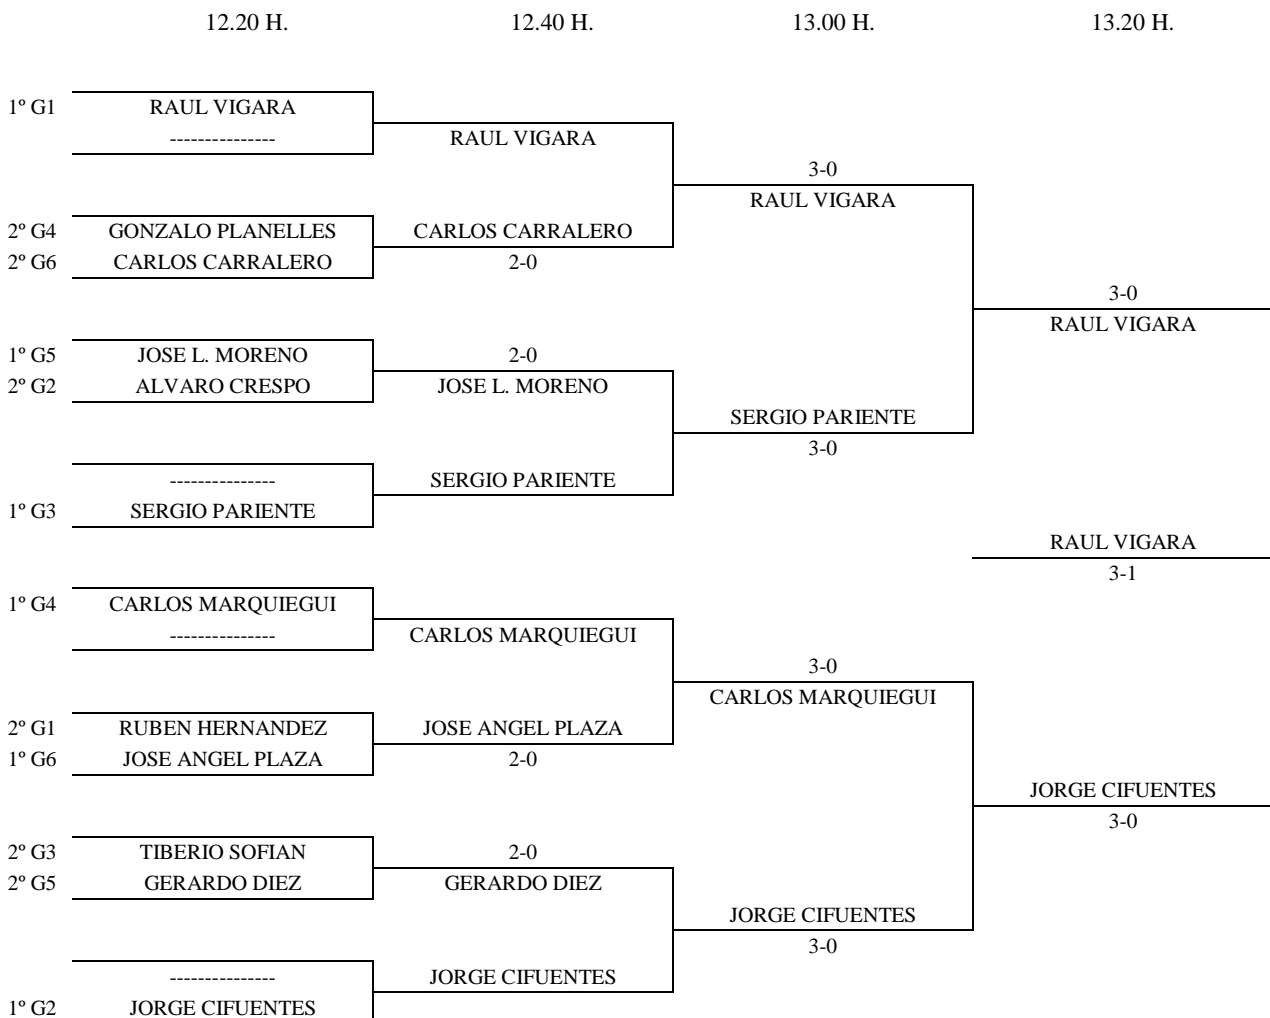 12.20 H. 12.40 H. 13.00 H. 13.20 H.
1º G1 RAUL VIGARA
--------------- RAUL VIGARA
3-0
RAUL VIGARA
2º G4 GONZALO PLANELLES CARLOS CARRALERO
2º G6 CARLOS CARRALERO 2-0
3-0
RAUL VIGARA
1º G5 JOSE L. MORENO 2-0
2º G2 ALVARO CRESPO JOSE L. MORENO
SERGIO PARIENTE
3-0
--------------- SERGIO PARIENTE
1º G3 SERGIO PARIENTE
RAUL VIGARA
3-1
1º G4 CARLOS MARQUIEGUI
--------------- CARLOS MARQUIEGUI
3-0
CARLOS MARQUIEGUI
2º G1 RUBEN HERNANDEZ JOSE ANGEL PLAZA
1º G6 JOSE ANGEL PLAZA 2-0
JORGE CIFUENTES
3-0
2º G3 TIBERIO SOFIAN 2-0
2º G5 GERARDO DIEZ GERARDO DIEZ
JORGE CIFUENTES
3-0
--------------- JORGE CIFUENTES
1º G2 JORGE CIFUENTES